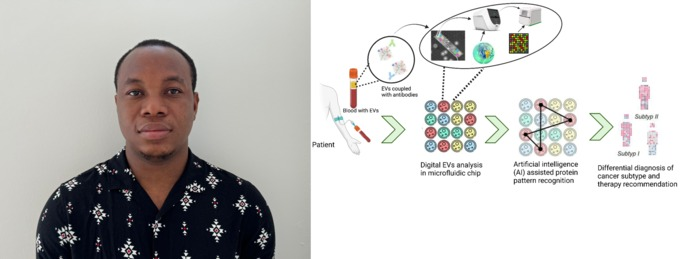 EVs coupled
with antibodies
Blood with EVs
Patient
Digital EVs analysis
in microfluidic chip
Artificial intelligence
(AI) assisted protein
pattern recognition
Subtyp II
Subtyp I
Differential diagnosis of
cancer subtype and
therapy recommendation